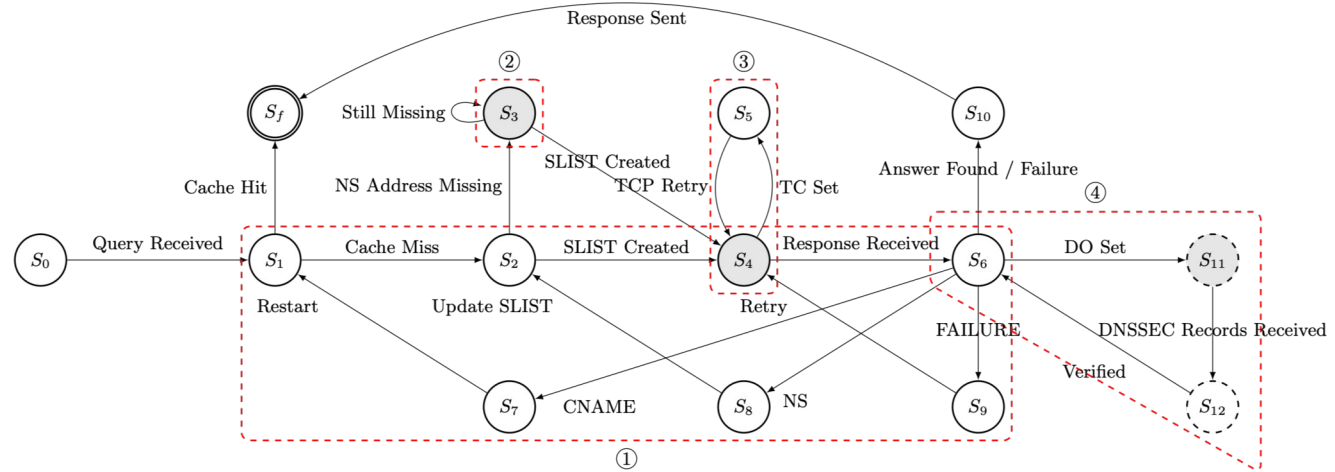 Response Sent
② ③
S_f Still Missing S_3 S_5 S_10
SLIST Created
Cache Hit NS Address Missing TCP Retry TC Set Answer Found / Failure
④
Query Received Cache Miss SLIST Created Response Received DO Set
S_0 S_1 S_2 S_4 S_6 S_11
Restart Update SLIST Retry
FAILURE DNSSEC Records Received
Verified
S_7 CNAME S_8 NS S_9 S_12
①